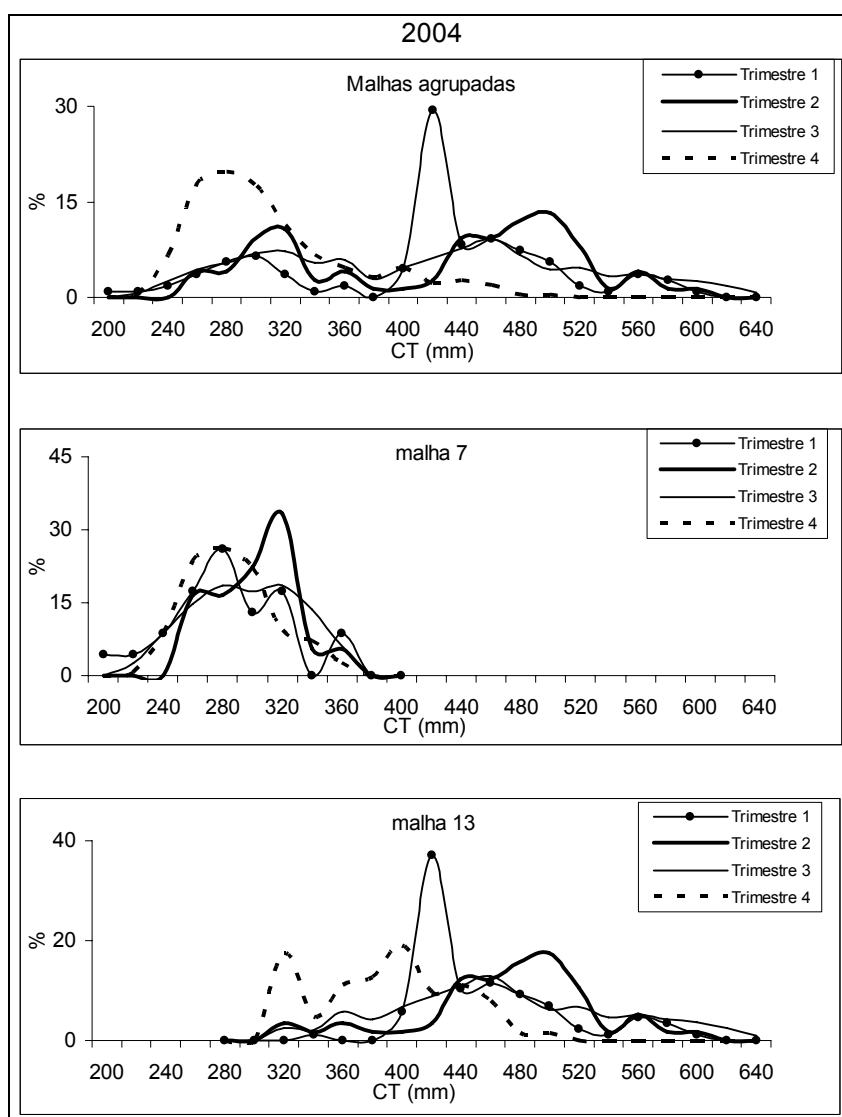 2004
Malhas agrupadas
Trimestre 1
Trimestre 2
Trimestre 3
Trimestre 4
30
15
0
%
200 240 280 320 360 400 440 480 520 560 600 640
CT (mm)
malha 7
Trimestre 1
Trimestre 2
Trimestre 3
Trimestre 4
45
30
15
0
%
200 240 280 320 360 400 440 480 520 560 600 640
CT (mm)
malha 13
Trimestre 1
Trimestre 2
Trimestre 3
Trimestre 4
40
20
0
%
200 240 280 320 360 400 440 480 520 560 600 640
CT (mm)